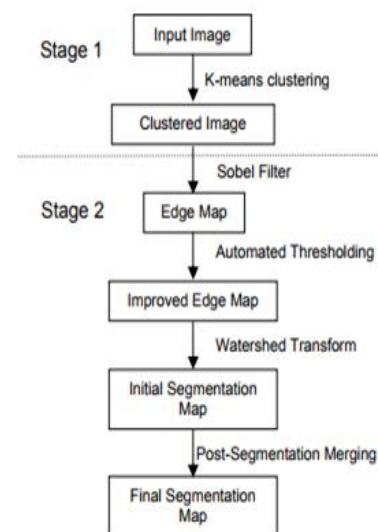 Input Image
Stage 1
K-means clustering
Clustered Image
Sobel Filter
Stage 2
Edge Map
Automated Thresholding
Improved Edge Map
Watershed Transform
Initial Segmentation
Map
Post-Segmentation Merging
Final Segmentation
Map